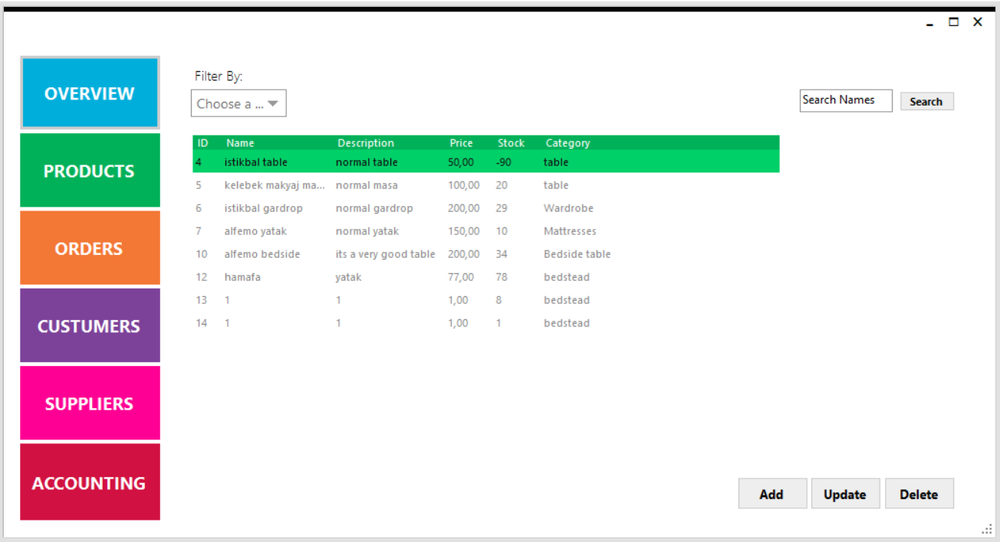 OVERVIEW
PRODUCTS
ORDERS
CUSTUMERS
SUPPLIERS
ACCOUNTING
Filter By:
Choose a ...
Search Names Search
ID Name Description Price Stock Category
4 istikbal table normal table 50,00 -90 table
5 kelebek makyaj ma... normal masa 100,00 20 table
6 istikbal gardrop normal gardrop 200,00 29 Wardrobe
7 alfemo yatak normal yatak 150,00 10 Mattresses
10 alfemo bedside its a very good table 200,00 34 Bedside table
12 hamafa yatak 77,00 78 bedstead
13 1 1 1,00 8 bedstead
14 1 1 1,00 1 bedstead
Add Update Delete